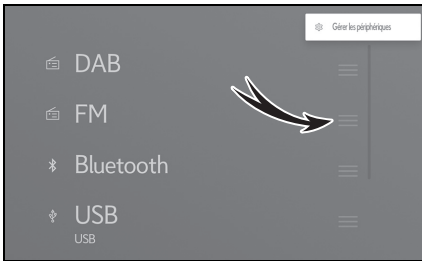 Gérer les périphériques
DAB
FM
Bluetooth
USB
USB